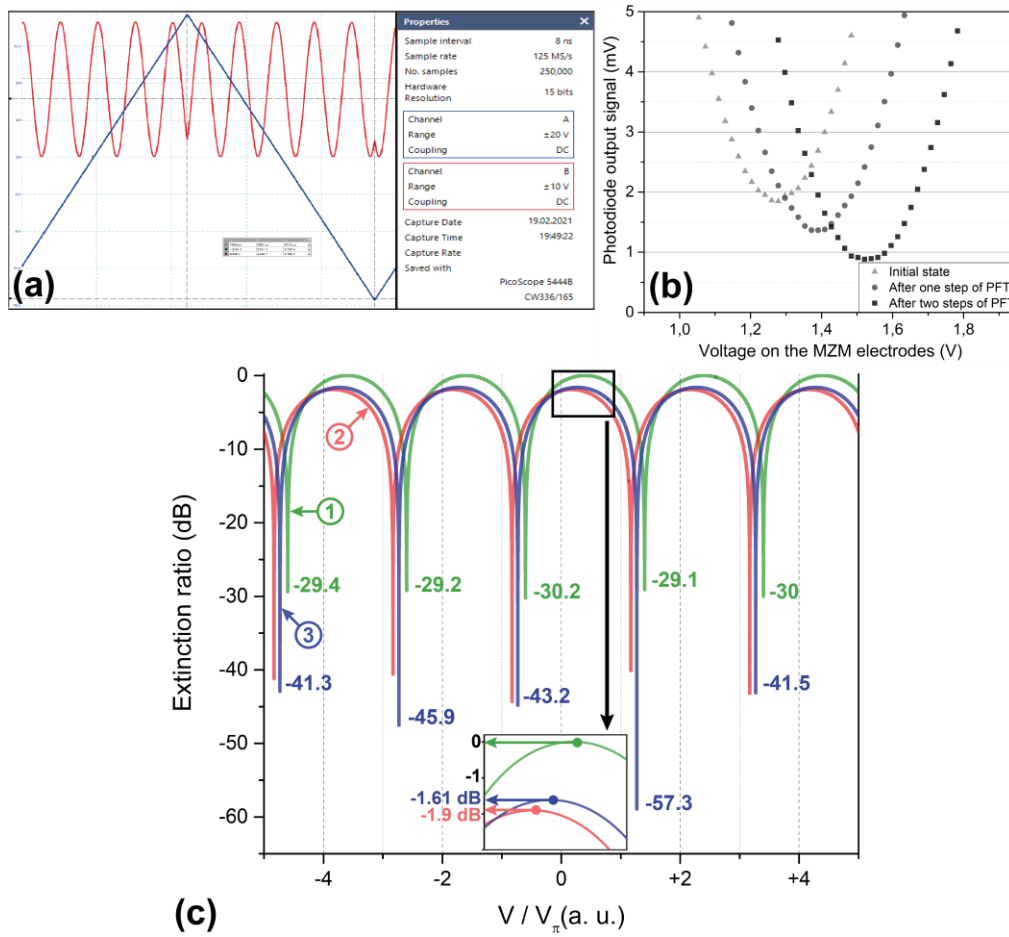 Properties
Sample interval 8 ns
Sample rate 125 MS/s
No. samples 250,000
Hardware
Resolution 15 bits
Channel A
Range ±20 V
Coupling DC
Channel B
Range ±10 V
Coupling DC
Capture Date 19.02.2021
Capture Time 19:49:22
Capture Rate
Saved with
PicoScope 5444B
CW336/165
(a)
Photodiode output signal (mV)
5
4
3
2
1
0
1,0 1,2 1,4 1,6 1,8
Voltage on the MZM electrodes (V)
Initial state
After one step of PFT
After two steps of PFT
(b)
Extinction ratio (dB)
0
-10
-20
-30
-40
-50
-60
1
2
3
-29.4 -29.2 -30.2 -29.1 -30
-41.3 -45.9 -43.2 -57.3 -41.5
0
-1
-1.61 dB
-1.9 dB
-4 -2 0 +2 +4
V / Vπ(a. u.)
(c)